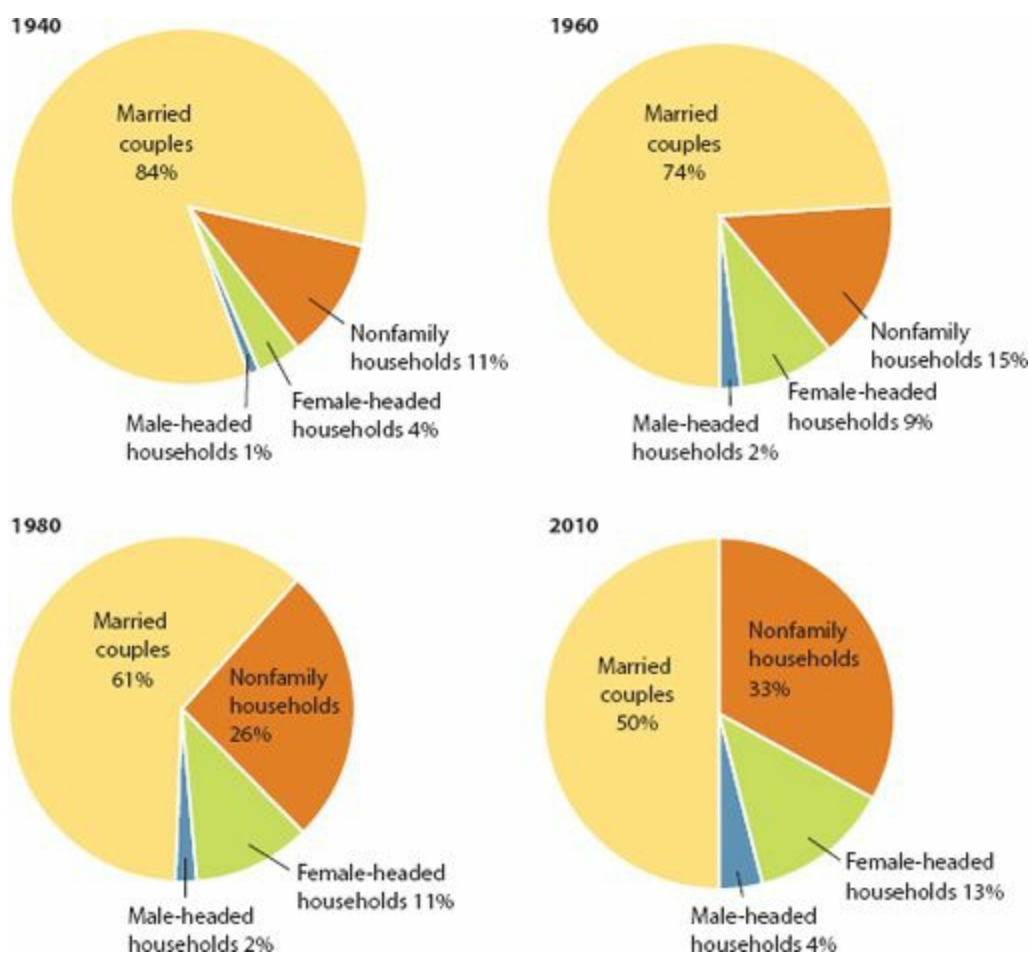 1940
Married
couples
84%
Nonfamily
households 11%
Female-headed
households 4%
Male-headed
households 1%
1960
Married
couples
74%
Nonfamily
households 15%
Female-headed
households 9%
Male-headed
households 2%
1980
Married
couples
61%
Nonfamily
households
26%
Female-headed
households 11%
Male-headed
households 2%
2010
Married
couples
50%
Nonfamily
households
33%
Female-headed
households 13%
Male-headed
households 4%